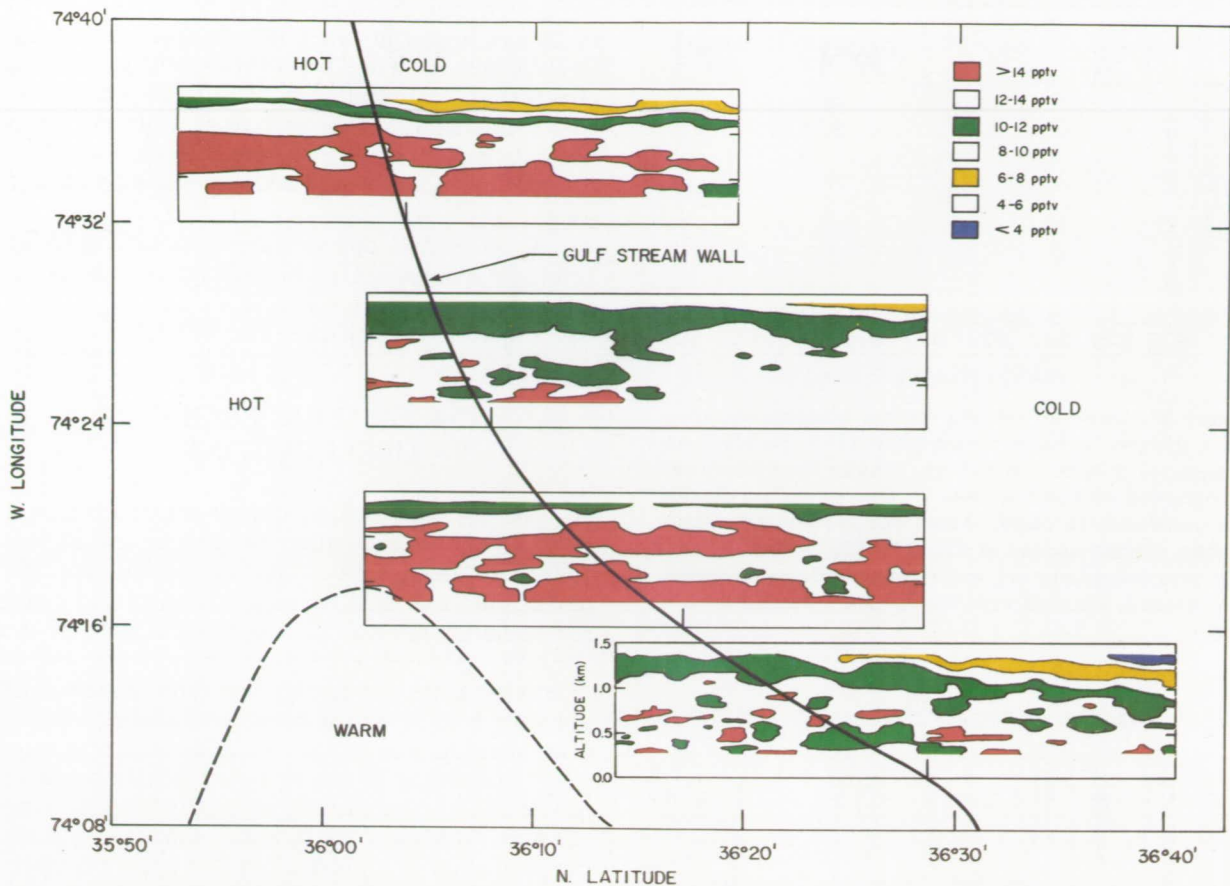 74°40'
HOT COLD
> 14 pptv
12-14 pptv
10-12 pptv
8-10 pptv
6-8 pptv
4-6 pptv
< 4 pptv
74°32'
GULF STREAM WALL
W. LONGITUDE
HOT
COLD
74°24'
74°16'
WARM
ALTITUDE (km)
1.5
1.0
0.5
0.0
74°08'
35°50'
36°00'
36°10'
36°20'
36°30'
36°40'
N. LATITUDE